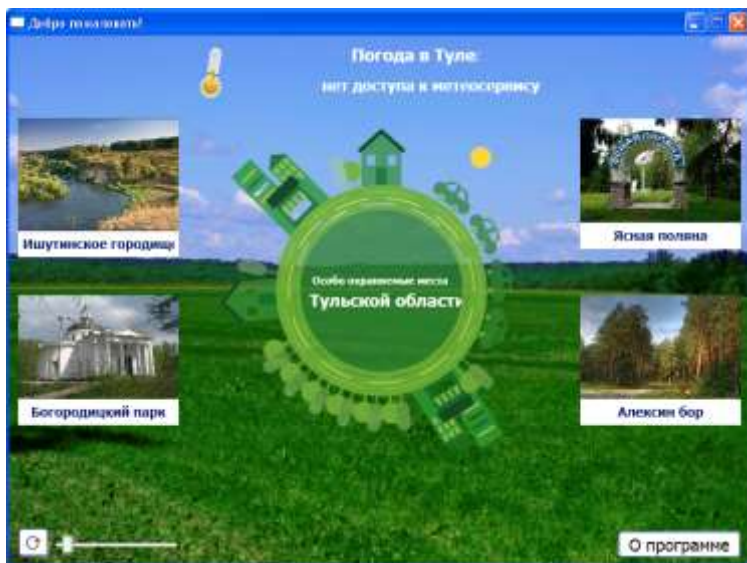 Добро пожаловать!
Погода в Туле:
нет доступа к метеосервису
Ишутинское городищ
Ясная поляна
Особо охраняемые места
Тульской области
Богородицкий парк
Алексин бор
О программе